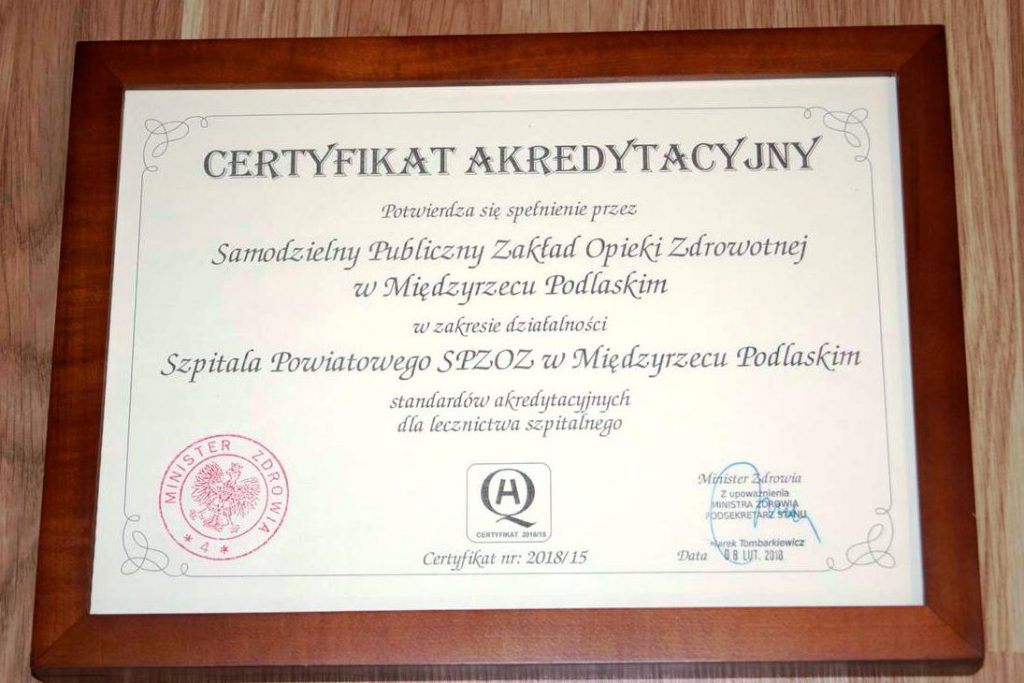 CERTYFIKAT AKREDYTACYJNY
Potwierdza się spełnienie przez
Samodzielny Publiczny Zakład Opieki Zdrowotnej
w Międzyrzecu Podlaskim
w zakresie działalności
Szpitala Powiatowego SPZOZ w Międzyrzecu Podlaskim
standardów akredytacyjnych
dla lecznictwa szpitalnego
MINISTER ZDROWIA
* 4 *
HQ
CERTYFIKAT 2018/15
Certyfikat nr: 2018/15
Minister Zdrowia
Z upoważnienia
MINISTRA ZDROWIA
PODSEKRETARZ STANU
Marek Tombarkiewicz
Data 08 LUT. 2018